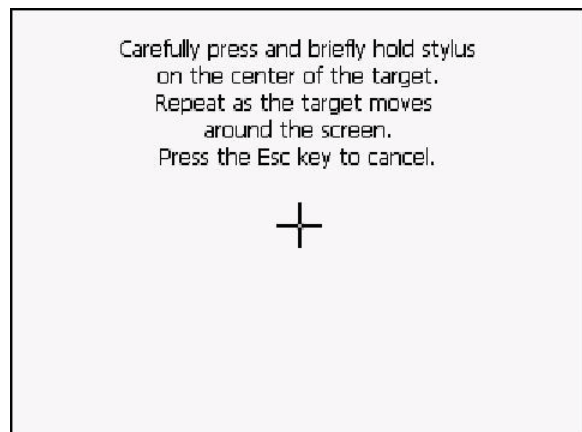 Carefully press and briefly hold stylus
on the center of the target.
Repeat as the target moves
around the screen.
Press the Esc key to cancel.